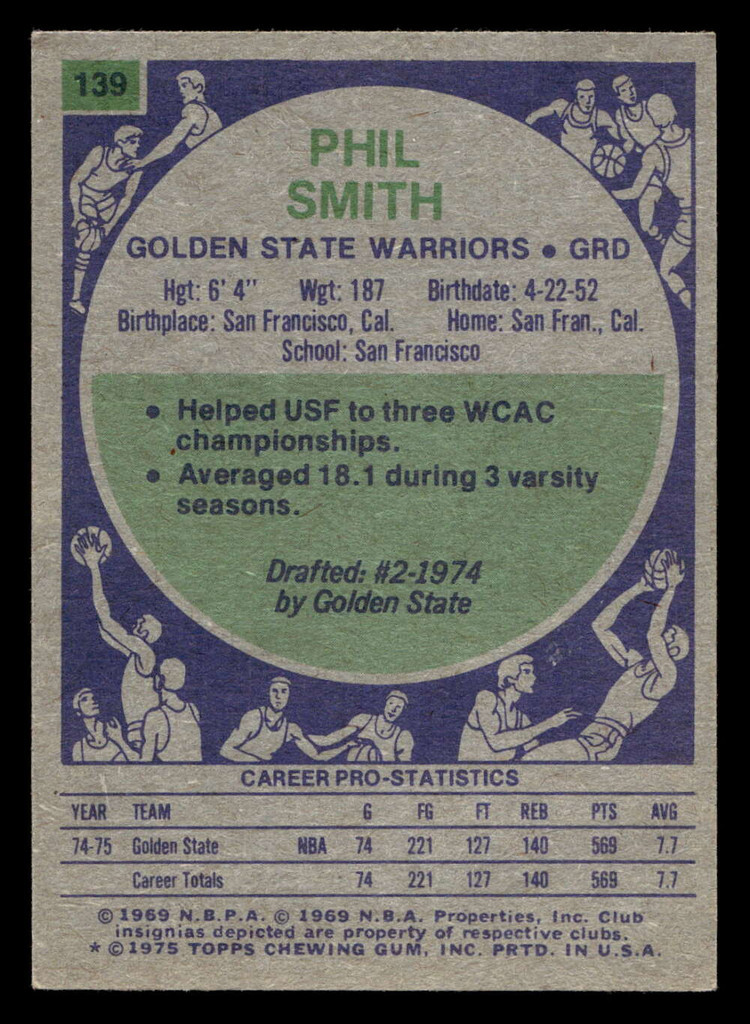 139
PHIL
SMITH
GOLDEN STATE WARRIORS • GRD
Hgt: 6' 4" Wgt: 187 Birthdate: 4-22-52
Birthplace: San Francisco, Cal. Home: San Fran., Cal.
School: San Francisco
• Helped USF to three WCAC
championships.
• Averaged 18.1 during 3 varsity
seasons.
Drafted: #2-1974
by Golden State
CAREER PRO-STATISTICS
YEAR TEAM G FG FT REB PTS AVG
74-75 Golden State NBA 74 221 127 140 569 7.7
Career Totals 74 221 127 140 569 7.7
© 1969 N.B.P.A. © 1969 N.B.A. Properties, Inc. Club
insignias depicted are property of respective clubs.
* © 1975 TOPPS CHEWING GUM, INC. PRTD. IN U.S.A.